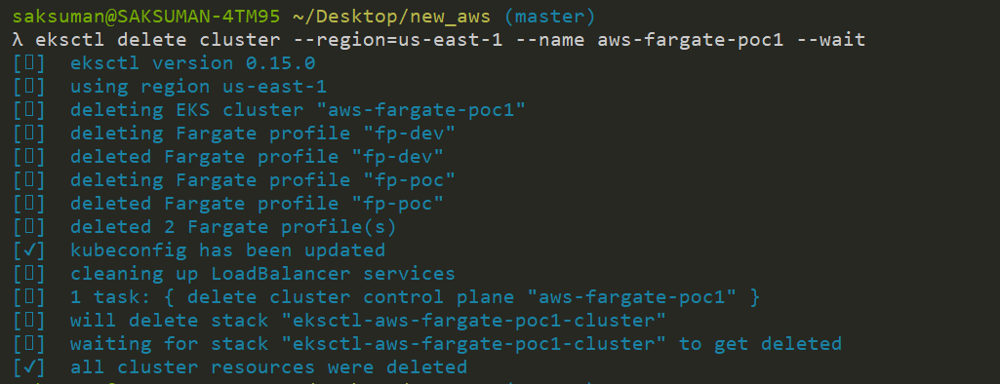 saksuman@SAKSUMAN-4TM95 ~/Desktop/new_aws (master)
λ eksctl delete cluster --region=us-east-1 --name aws-fargate-poc1 --wait
[▯]  eksctl version 0.15.0
[▯]  using region us-east-1
[▯]  deleting EKS cluster "aws-fargate-poc1"
[▯]  deleting Fargate profile "fp-dev"
[▯]  deleted Fargate profile "fp-dev"
[▯]  deleting Fargate profile "fp-poc"
[▯]  deleted Fargate profile "fp-poc"
[▯]  deleted 2 Fargate profile(s)
[✓]  kubeconfig has been updated
[▯]  cleaning up LoadBalancer services
[▯]  1 task: { delete cluster control plane "aws-fargate-poc1" }
[▯]  will delete stack "eksctl-aws-fargate-poc1-cluster"
[▯]  waiting for stack "eksctl-aws-fargate-poc1-cluster" to get deleted
[✓]  all cluster resources were deleted